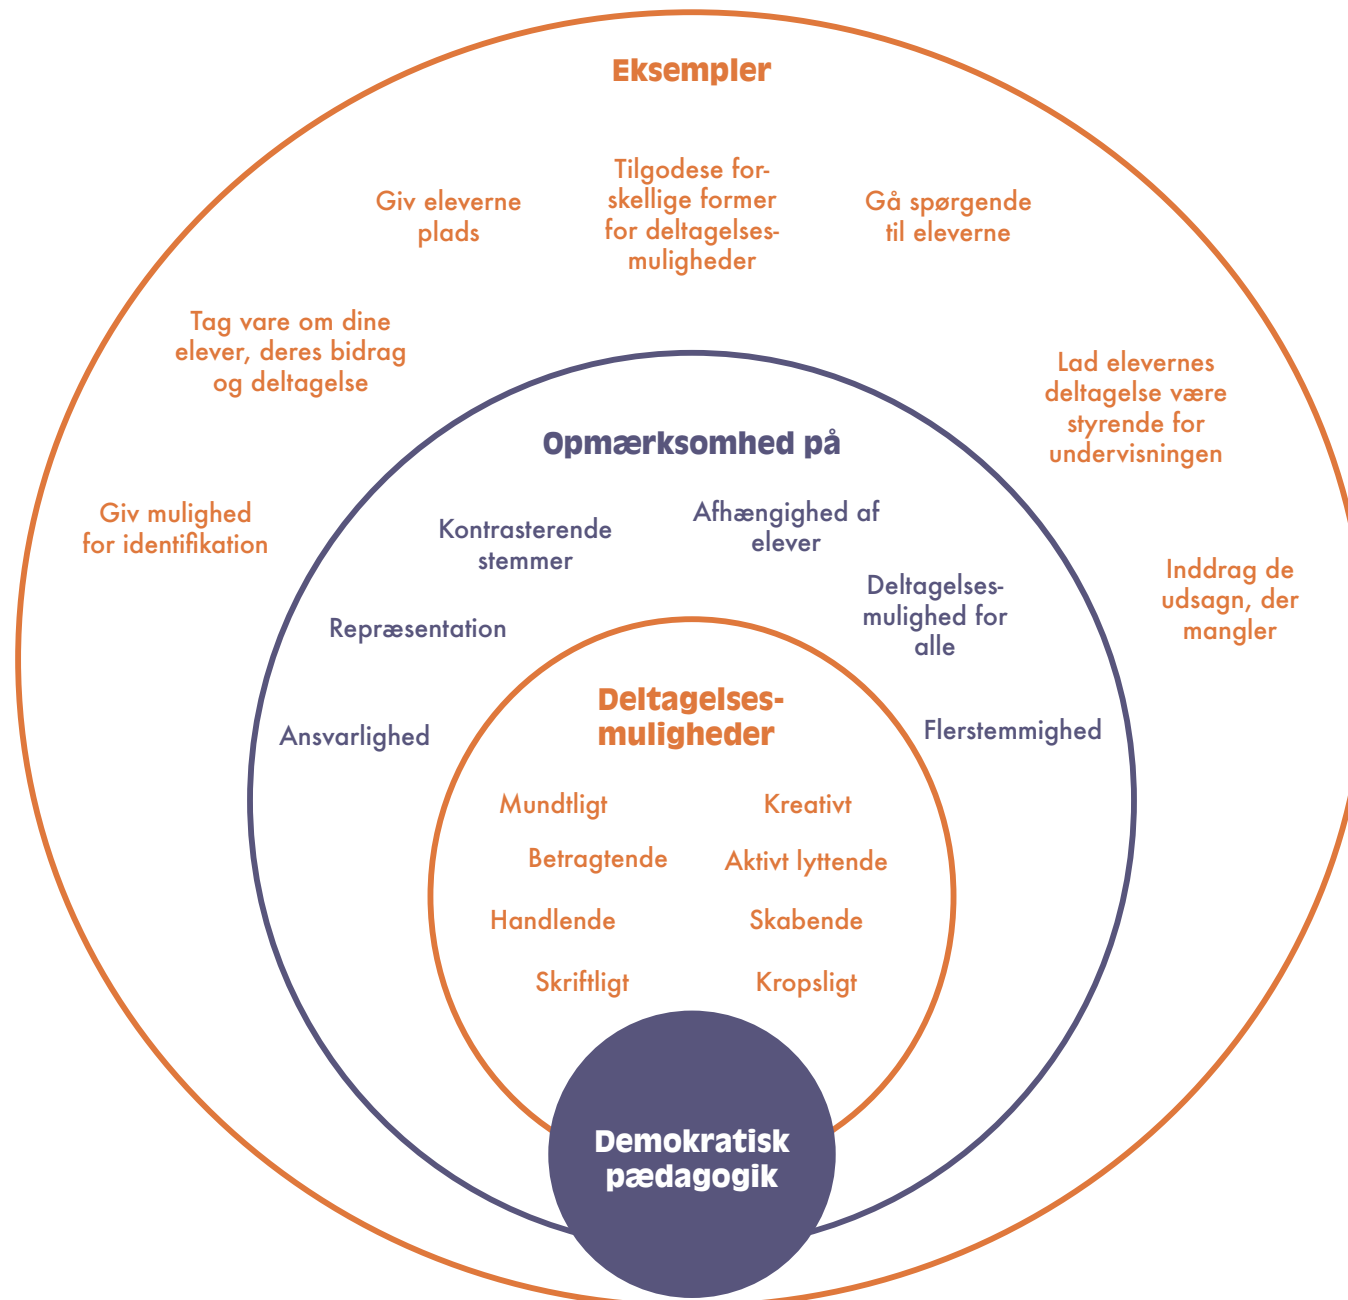 Eksempler
Giv eleverne
plads
Tilgodese for-
skellige former
for deltagelses-
muligheder
Gå spørgende
til eleverne
Tag vare om dine
elever, deres bidrag
og deltagelse
Lad elevernes
deltagelse være
styrende for
undervisningen
Giv mulighed
for identifikation
Inddrag de
udsagn, der
mangler
Opmærksomhed på
Kontrasterende
stemmer
Afhængighed af
elever
Repræsentation
Deltagelses-
mulighed for
alle
Ansvarlighed
Flerstemmighed
Deltagelses-
muligheder
Mundtligt
Kreativt
Betragtende
Aktivt lyttende
Handlende
Skabende
Skriftligt
Kropsligt
Demokratisk
pædagogik